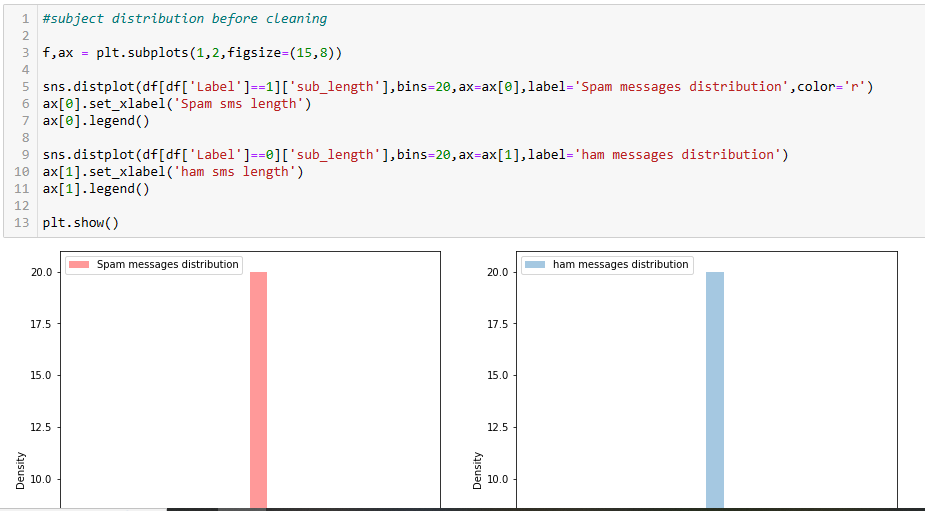 1 #subject distribution before cleaning
2
3 f,ax = plt.subplots(1,2,figsize=(15,8))
4
5 sns.distplot(df[df['Label']==1]['sub_length'],bins=20,ax=ax[0],label='Spam messages distribution',color='r')
6 ax[0].set_xlabel('Spam sms length')
7 ax[0].legend()
8
9 sns.distplot(df[df['Label']==0]['sub_length'],bins=20,ax=ax[1],label='ham messages distribution')
10 ax[1].set_xlabel('ham sms length')
11 ax[1].legend()
12
13 plt.show()
Spam messages distribution
20.0
17.5
15.0
12.5
10.0
Density
ham messages distribution
20.0
17.5
15.0
12.5
10.0
Density